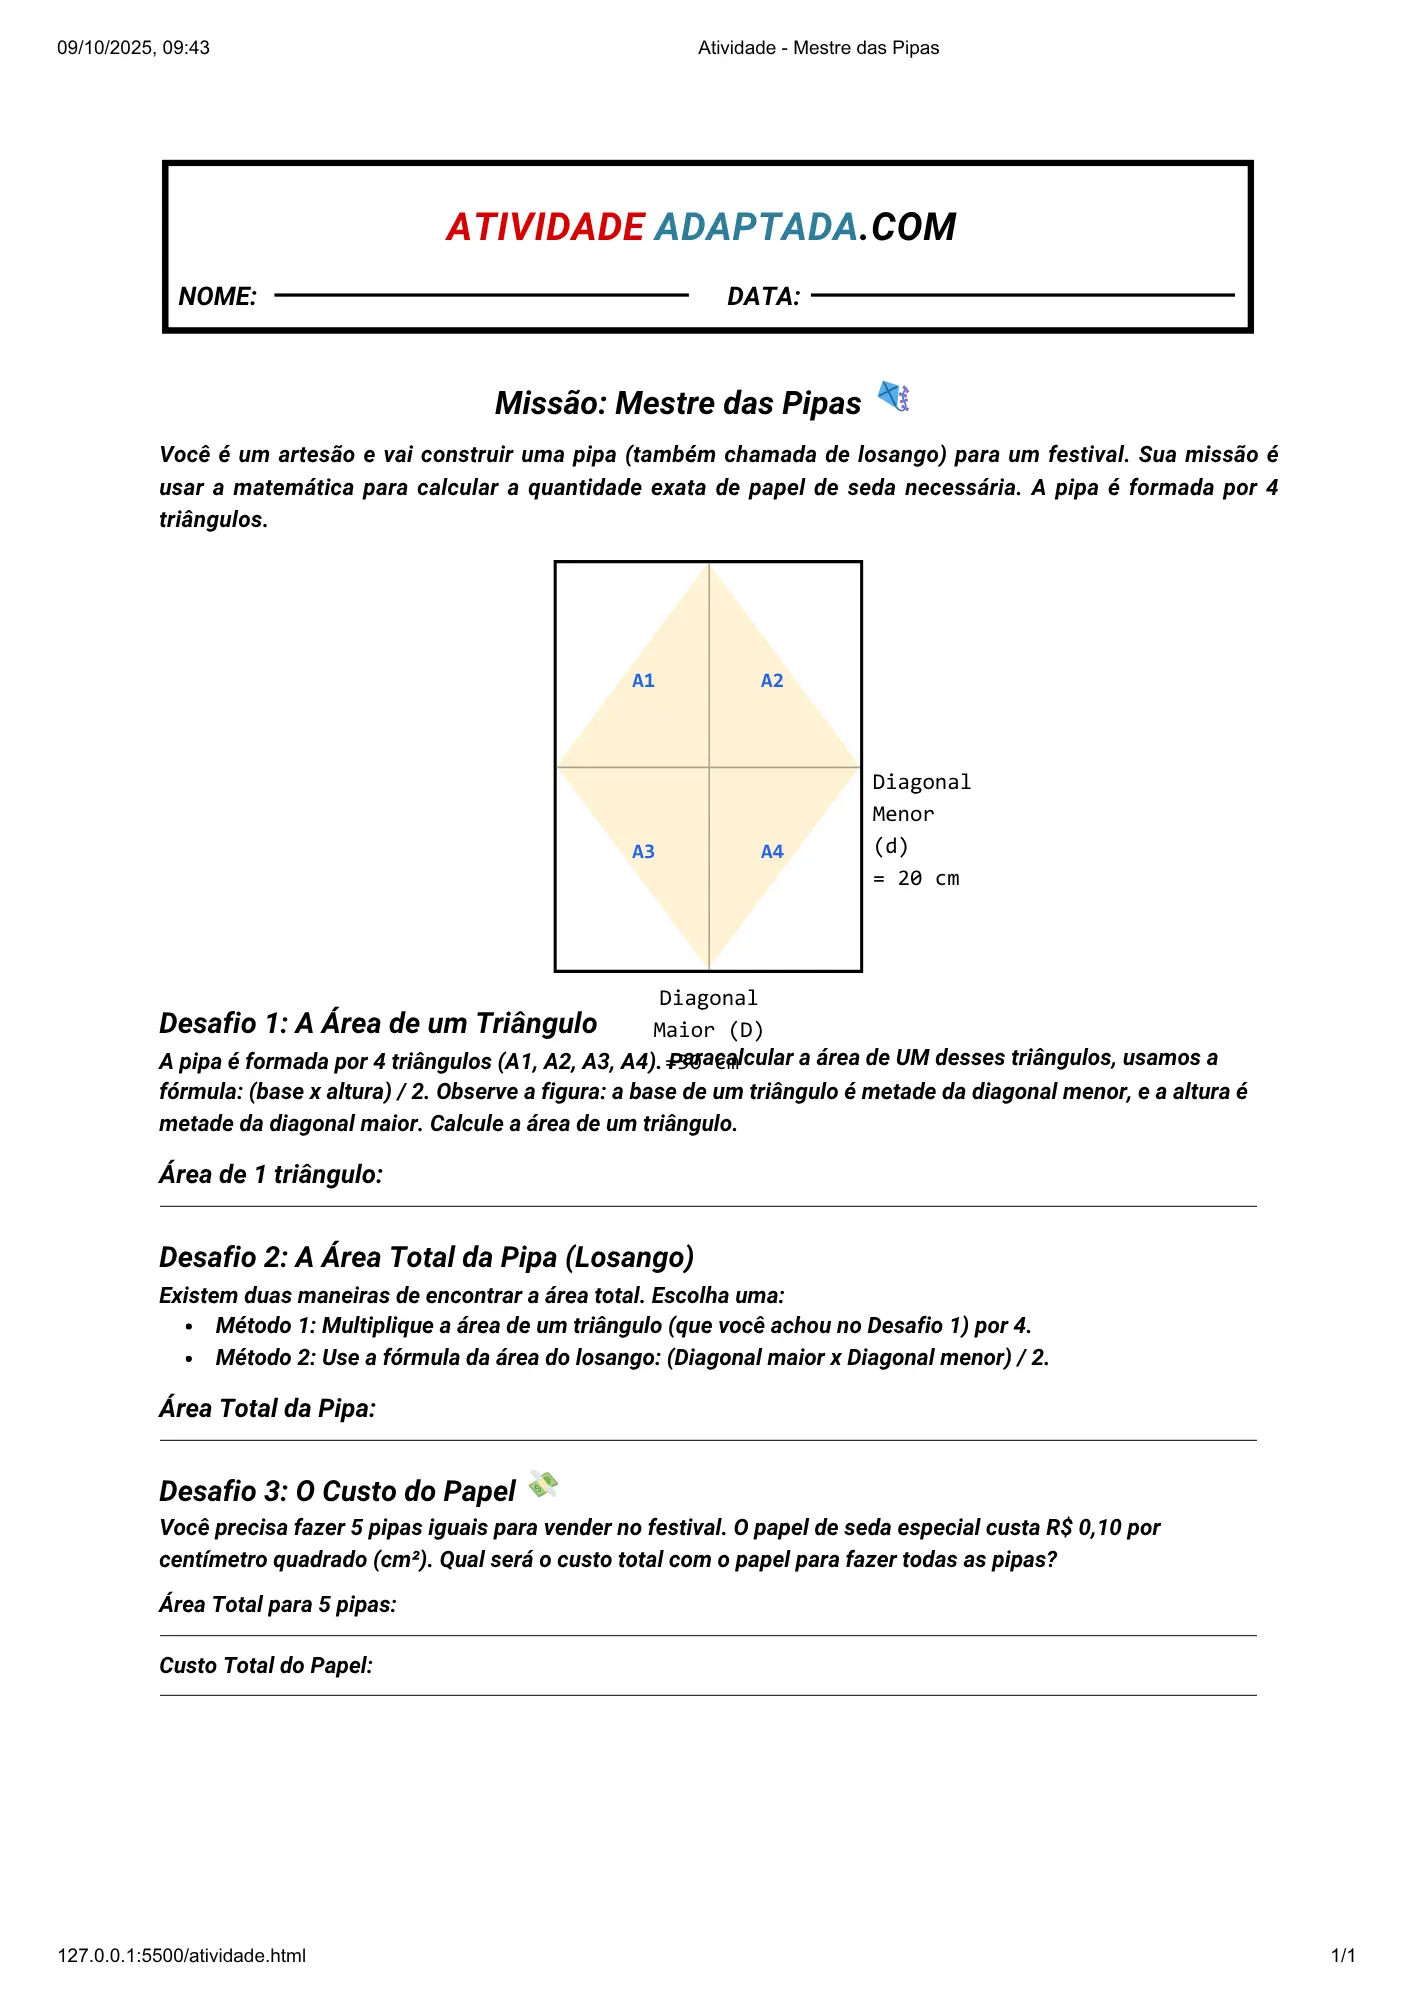 09/10/2025, 09:43
Atividade - Mestre das Pipas
ATIVIDADE ADAPTADA.COM
NOME:
DATA:
Missão: Mestre das Pipas
Você é um artesão e vai construir uma pipa (também chamada de losango) para um festival. Sua missão é
usar a matemática para calcular a quantidade exata de papel de seda necessária. A pipa é formada por 4
triângulos.
A1
A2
A3
A4
Diagonal
Menor
(d)
= 20 cm
Diagonal
Maior (D)
= 30 cm
Desafio 1: A Área de um Triângulo
A pipa é formada por 4 triângulos (A1, A2, A3, A4). Para calcular a área de UM desses triângulos, usamos a
fórmula: (base x altura) / 2. Observe a figura: a base de um triângulo é metade da diagonal menor, e a altura é
metade da diagonal maior. Calcule a área de um triângulo.
Área de 1 triângulo:
Desafio 2: A Área Total da Pipa (Losango)
Existem duas maneiras de encontrar a área total. Escolha uma:
• Método 1: Multiplique a área de um triângulo (que você achou no Desafio 1) por 4.
• Método 2: Use a fórmula da área do losango: (Diagonal maior x Diagonal menor) / 2.
Área Total da Pipa:
Desafio 3: O Custo do Papel
Você precisa fazer 5 pipas iguais para vender no festival. O papel de seda especial custa R$ 0,10 por
centímetro quadrado (cm²). Qual será o custo total com o papel para fazer todas as pipas?
Área Total para 5 pipas:
Custo Total do Papel:
127.0.0.1:5500/atividade.html
1/1